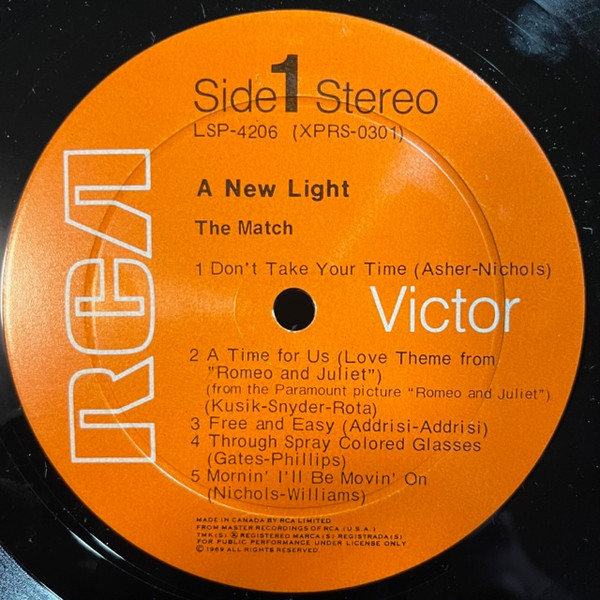 Side 1 Stereo
LSP-4206 (XPRS-0301)
A New Light
The Match
1 Don't Take Your Time (Asher-Nichols)
RCA Victor
2 A Time for Us (Love Theme from
"Romeo and Juliet")
(from the Paramount picture "Romeo and Juliet")
(Kusik-Snyder-Rota)
3 Free and Easy (Addrisi-Addrisi)
4 Through Spray Colored Glasses
(Gates-Phillips)
5 Mornin' I'll Be Movin' On
(Nichols-Williams)
MADE IN CANADA BY RCA LIMITED
FROM MASTER RECORDINGS OF RCA (U.S.A.)
TMK(S) ® REGISTERED MARCA(S) REGISTRADA(S)
FOR PUBLIC PERFORMANCE UNDER LICENSE ONLY
© 1969 ALL RIGHTS RESERVED